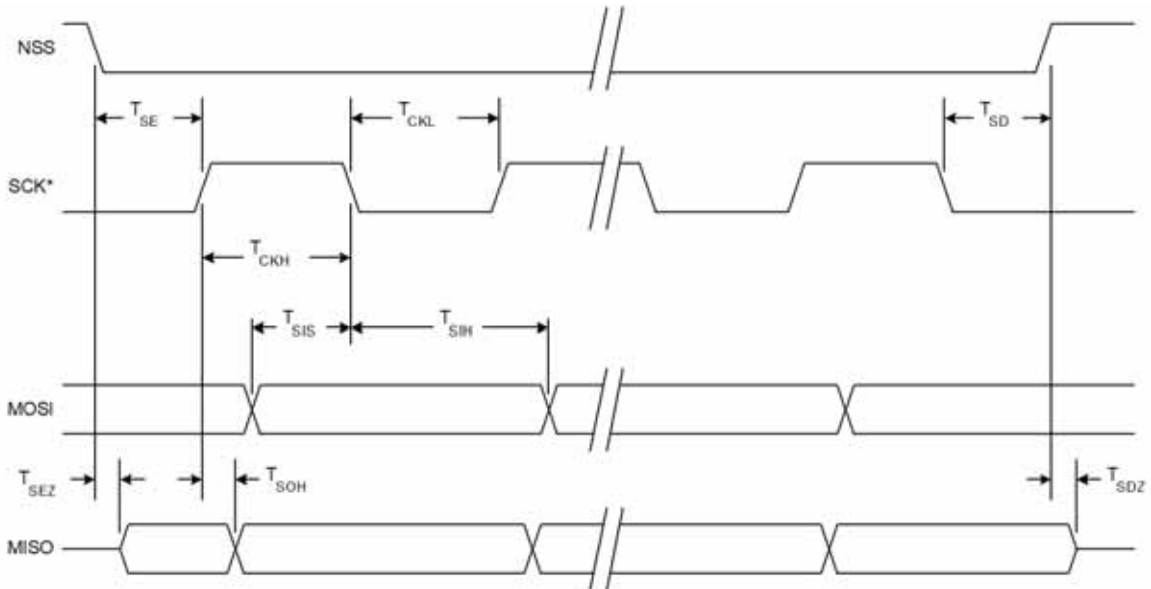 NSS
T_SE
T_CKL
T_SD
SCK*
T_CKH
T_SIS
T_SIH
MOSI
T_SEZ
T_SOH
T_SDZ
MISO